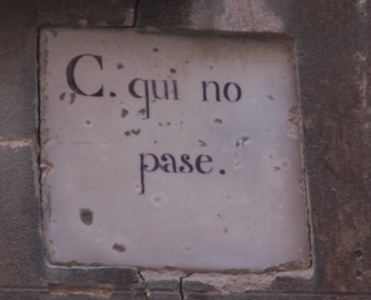 C. qui no
pase.